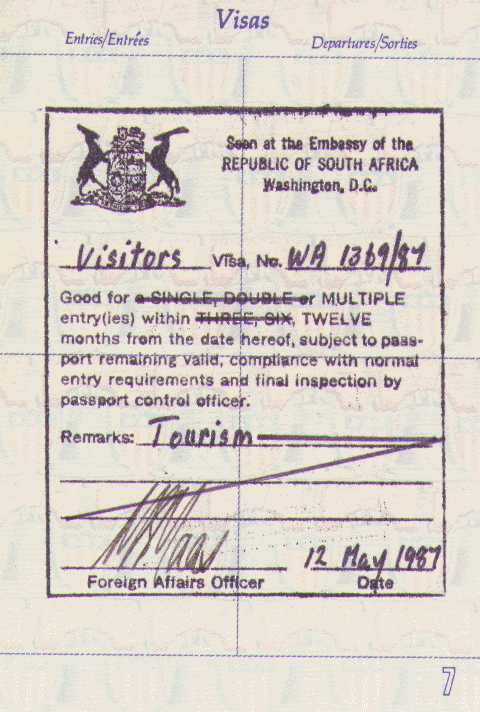 Visas
Entries/Entrées Departures/Sorties
Seen at the Embassy of the
REPUBLIC OF SOUTH AFRICA
Washington, D.C.
Visitors Visa, No. WA 1369/87
Good for a SINGLE, DOUBLE or MULTIPLE
entry(ies) within THREE, SIX, TWELVE
months from the date hereof, subject to pass-
port remaining valid, compliance with normal
entry requirements and final inspection by
passport control officer.
Remarks: Tourism
12 May 1987
Foreign Affairs Officer Date
7